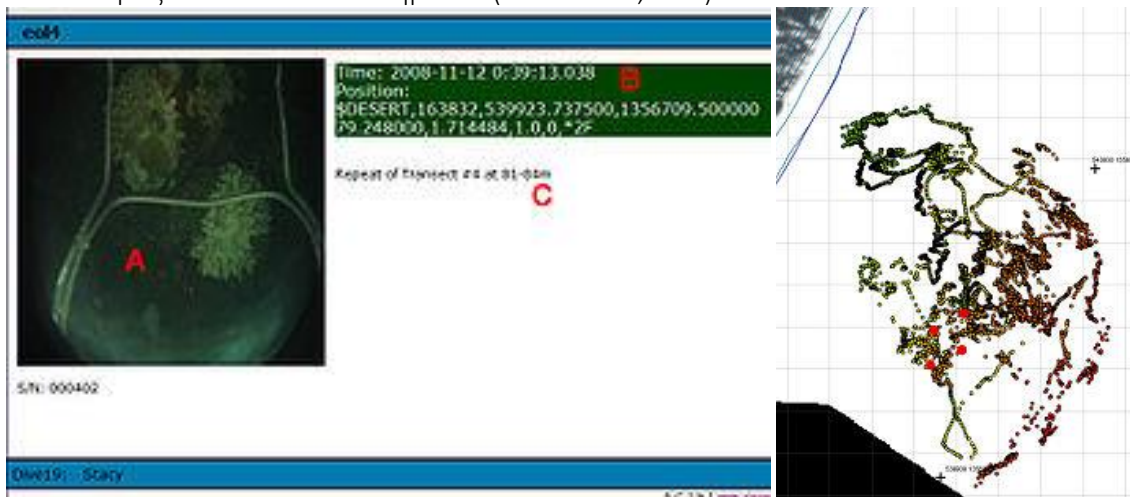 eol4
Time: 2008-11-12 0:39:13.038
B
Position:
$DESERT,163832,539923.737500,1356709.500000
79.248000,1.714484,1.0,0,*2F
Repeat of Transect #4 at 81-84m
C
A
S/N: 000402
Dive19: Stacy